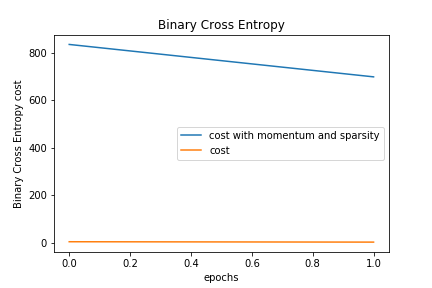 Binary Cross Entropy
Binary Cross Entropy cost
800
600
400
200
0
cost with momentum and sparsity
cost
0.0 0.2 0.4 0.6 0.8 1.0
epochs